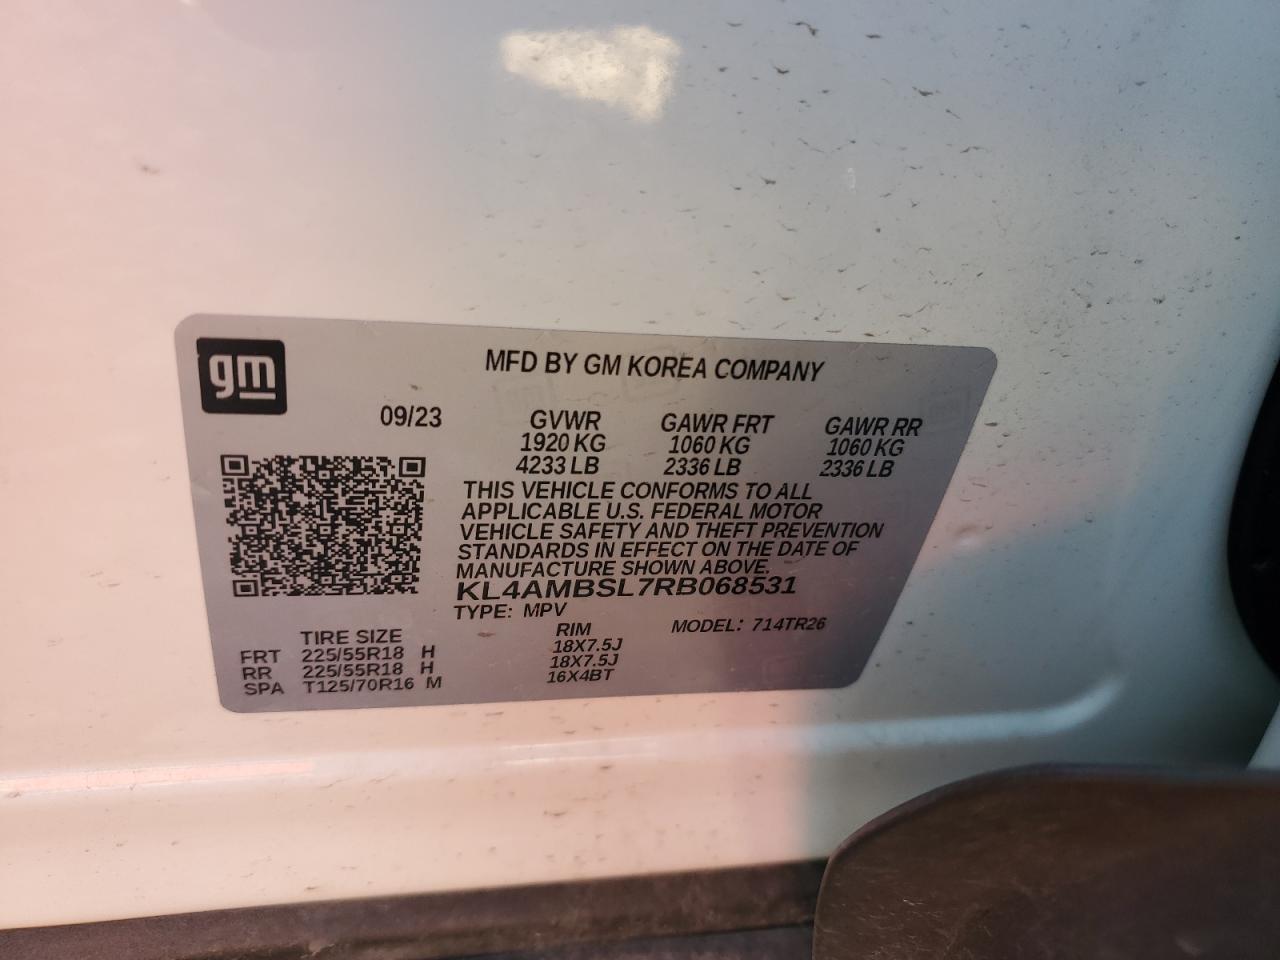 gm
MFD BY GM KOREA COMPANY
09/23
GVWR GAWR FRT GAWR RR
1920 KG 1060 KG 1060 KG
4233 LB 2336 LB 2336 LB
THIS VEHICLE CONFORMS TO ALL
APPLICABLE U.S. FEDERAL MOTOR
VEHICLE SAFETY AND THEFT PREVENTION
STANDARDS IN EFFECT ON THE DATE OF
MANUFACTURE SHOWN ABOVE.
KL4AMBSL7RB068531
TYPE: MPV
MODEL: 714TR26
TIRE SIZE RIM
FRT 225/55R18 H 18X7.5J
RR 225/55R18 H 18X7.5J
SPA T125/70R16 M 16X4BT